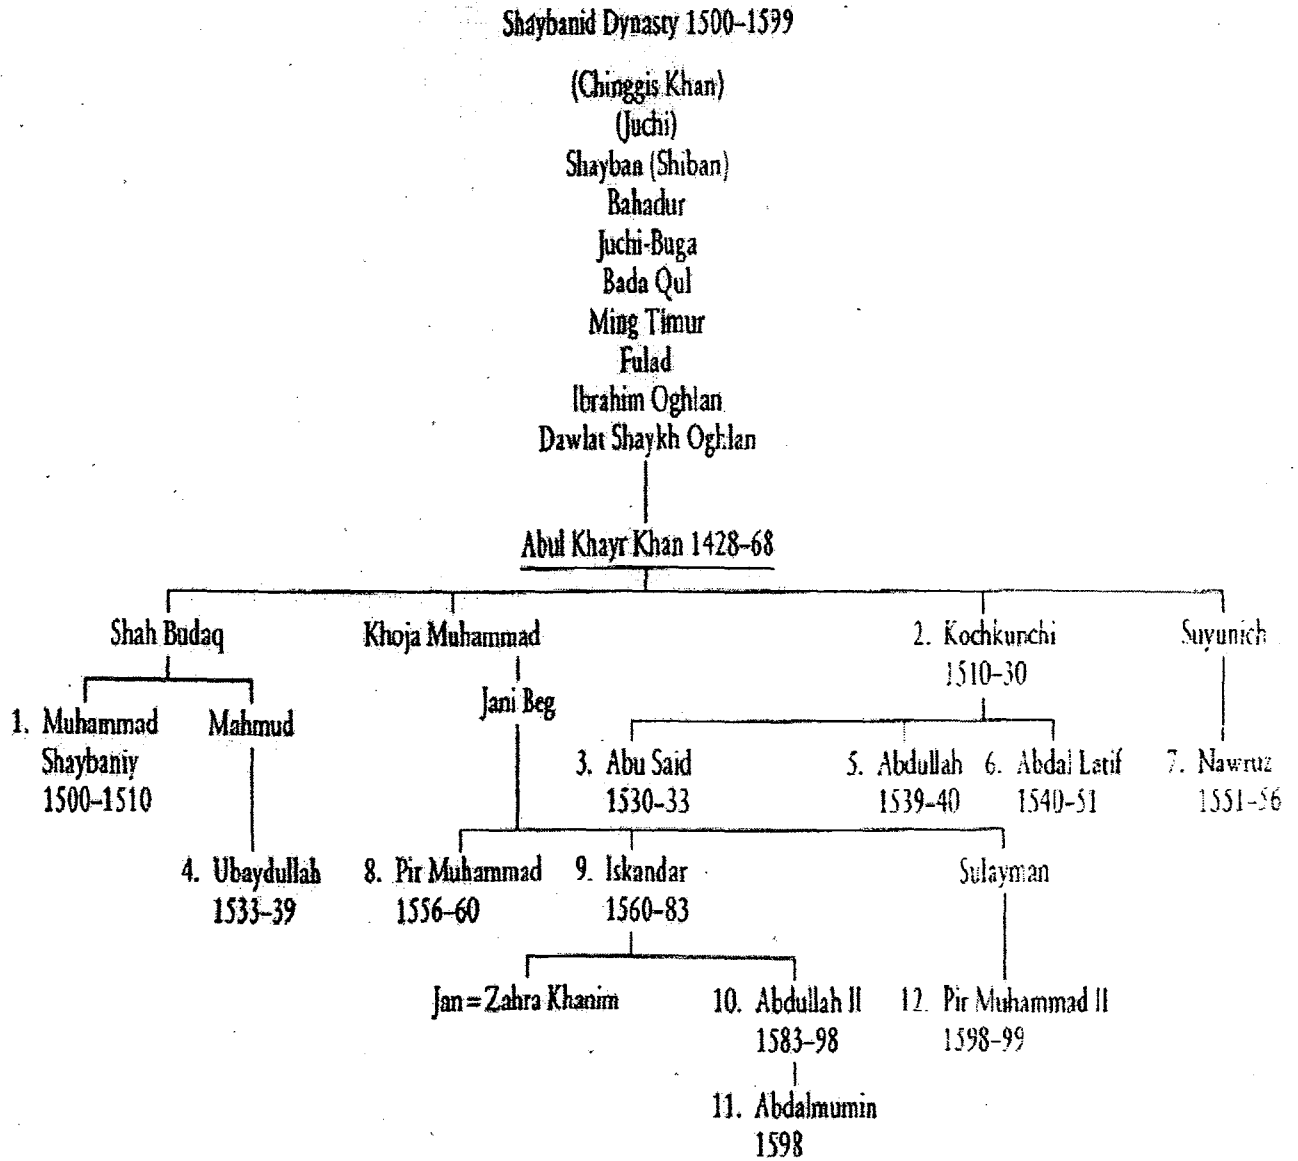 Shaybanid Dynasty 1500–1599
(Chinggis Khan)
(Juchi)
Shayban (Shiban)
Bahadur
Juchi-Buga
Bada Qul
Ming Timur
Fulad
Ibrahim Oghlan
Dawlat Shaykh Oghlan
Abul Khayr Khan 1428–68
Shah Budaq
Khoja Muhammad
2. Kochkunchi
1510–30
Suyunich
1. Muhammad
Shaybaniy
1500–1510
Mahmud
Jani Beg
3. Abu Said
1530–33
5. Abdullah
1539–40
6. Abdal Latif
1540–51
7. Nawruz
1551–56
4. Ubaydullah
1533–39
8. Pir Muhammad
1556–60
9. Iskandar
1560–83
Sulayman
Jan = Zahra Khanim
10. Abdullah II
1583–98
12. Pir Muhammad II
1598–99
11. Abdalmumin
1598